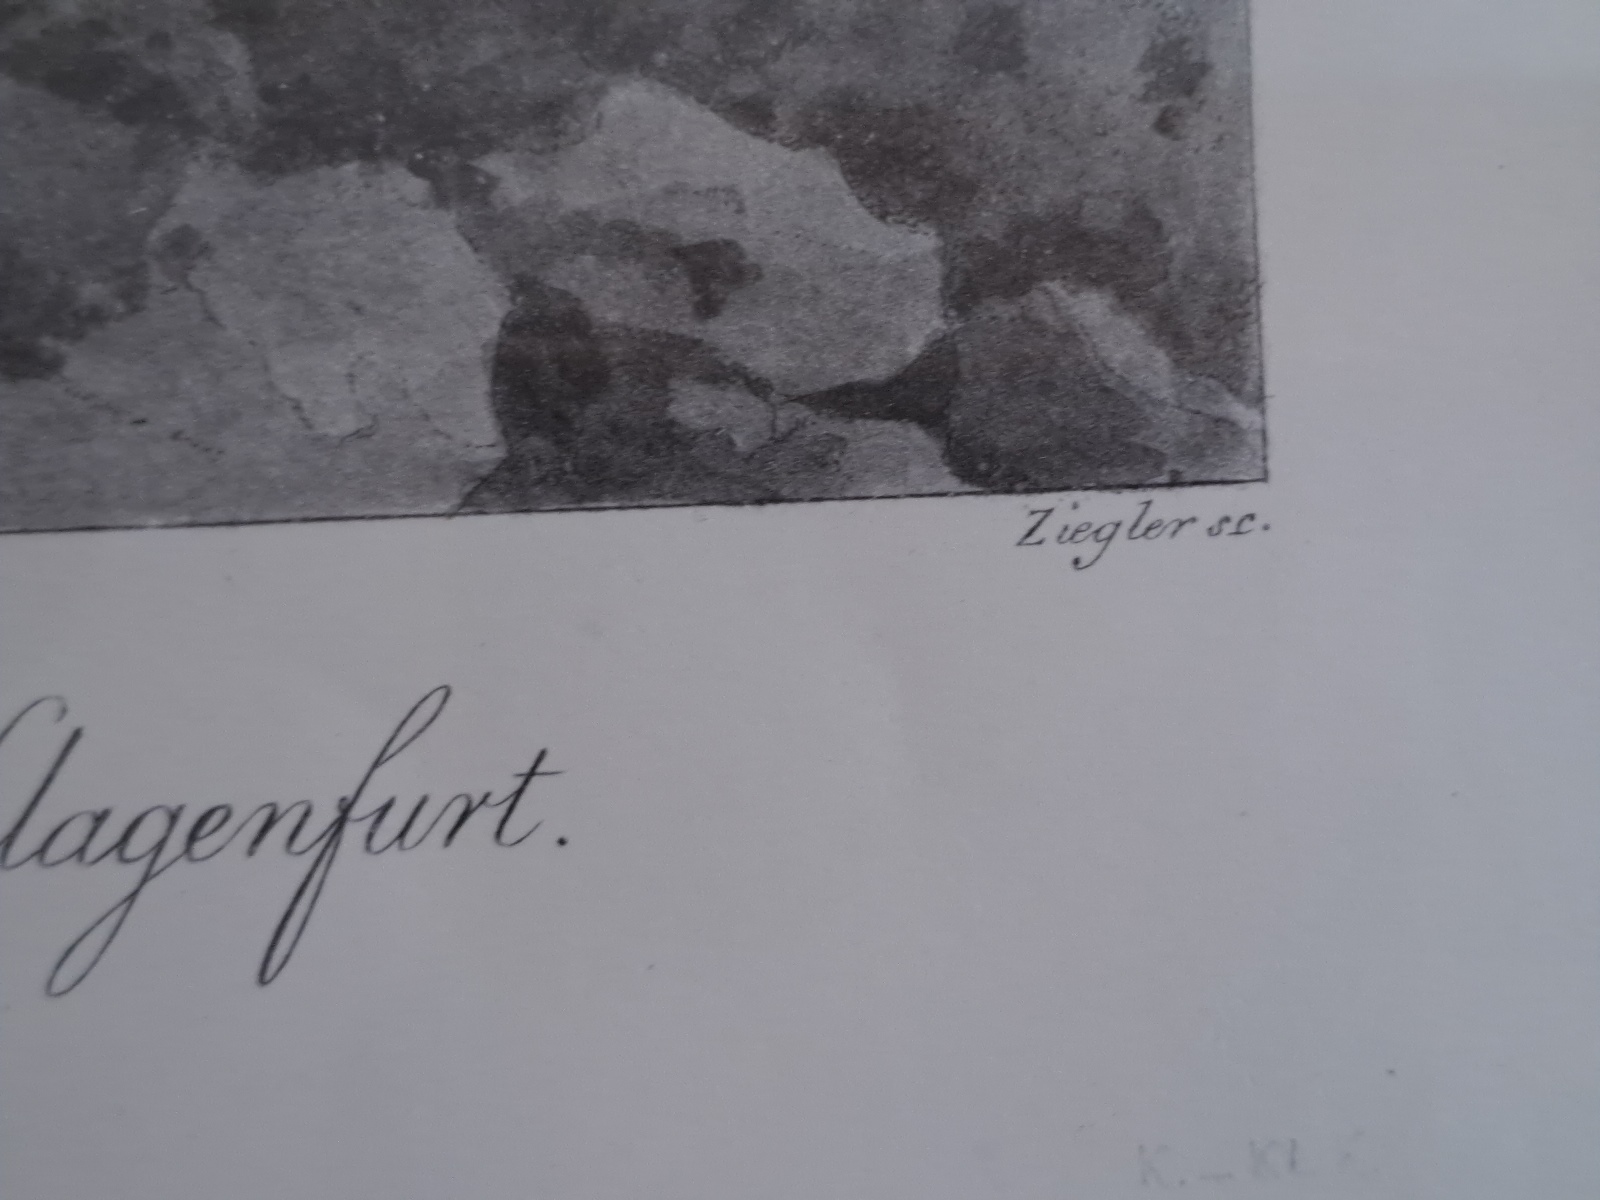 Ziegler sc.
lagenfurt.